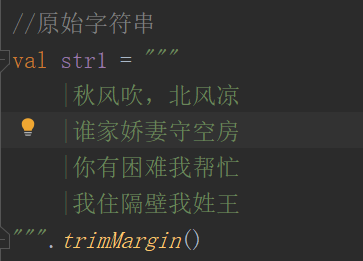 //原始字符串
val str1 = """
|秋风吹，北风凉
|谁家娇妻守空房
|你有困难我帮忙
|我住隔壁我姓王
""".trimMargin()